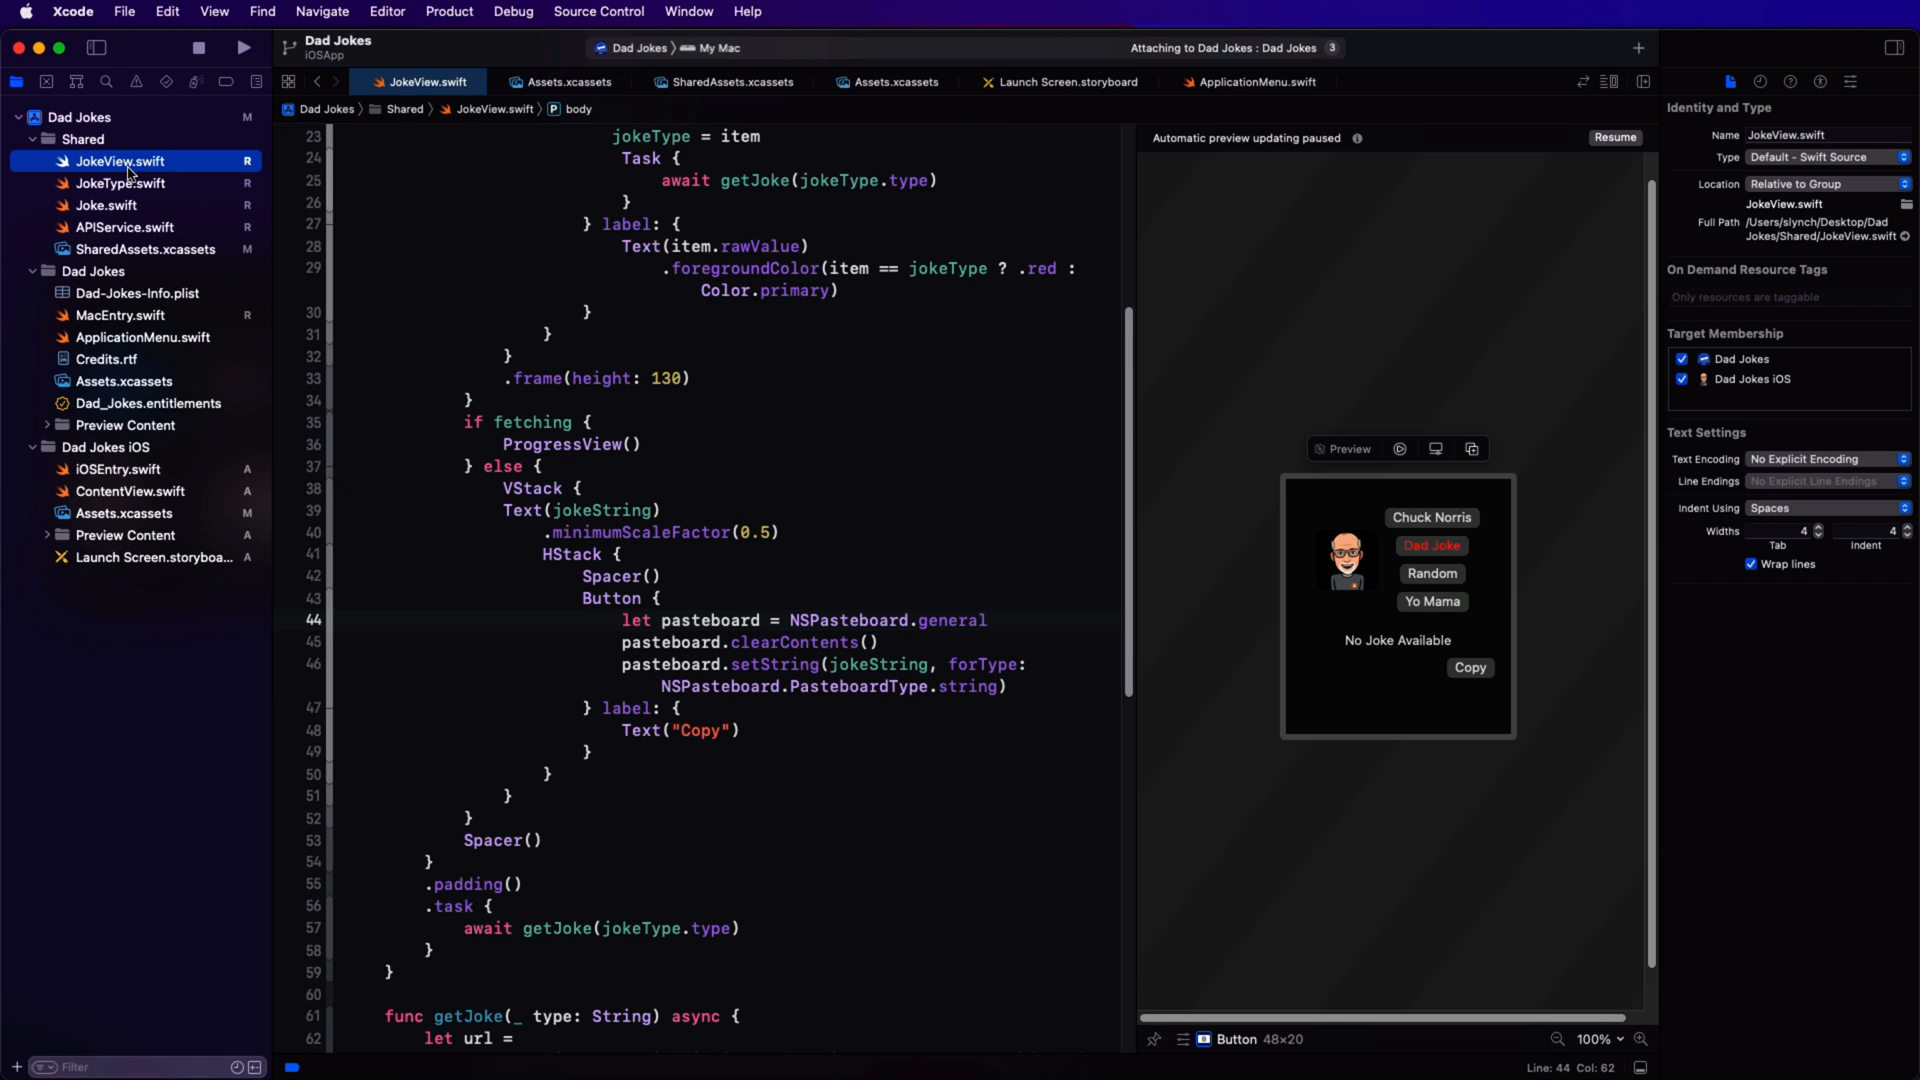 Xcode File Edit View Find Navigate Editor Product Debug Source Control Window Help
Dad Jokes
iOSApp
Dad Jokes 〉 My Mac
Attaching to Dad Jokes : Dad Jokes 3
JokeView.swift Assets.xcassets SharedAssets.xcassets Assets.xcassets Launch Screen.storyboard ApplicationMenu.swift
Dad Jokes 〉 Shared 〉 JokeView.swift 〉 P body
Dad Jokes M
Shared
JokeView.swift R
JokeType.swift R
Joke.swift R
APIService.swift R
SharedAssets.xcassets M
Dad Jokes
Dad-Jokes-Info.plist
MacEntry.swift R
ApplicationMenu.swift
Credits.rtf
Assets.xcassets
Dad_Jokes.entitlements
Preview Content
Dad Jokes iOS
iOSEntry.swift A
ContentView.swift A
Assets.xcassets M
Preview Content
Launch Screen.storyboa... A
Filter
23 jokeType = item
24 Task {
25 await getJoke(jokeType.type)
26 }
27 } label: {
28 Text(item.rawValue)
29 .foregroundColor(item == jokeType ? .red :
Color.primary)
30 }
31 }
32 }
33 .frame(height: 130)
34 }
35 if fetching {
36 ProgressView()
37 } else {
38 VStack {
39 Text(jokeString)
40 .minimumScaleFactor(0.5)
41 HStack {
42 Spacer()
43 Button {
44 let pasteboard = NSPasteboard.general
45 pasteboard.clearContents()
46 pasteboard.setString(jokeString, forType:
NSPasteboard.PasteboardType.string)
47 } label: {
48 Text("Copy")
49 }
50 }
51 }
52 }
53 Spacer()
54 }
55 .padding()
56 .task {
57 await getJoke(jokeType.type)
58 }
59 }
60
61 func getJoke(_ type: String) async {
62 let url =
Automatic preview updating paused
Resume
Preview
Chuck Norris
Dad Joke
Random
Yo Mama
No Joke Available
Copy
Button 48×20
100%
Identity and Type
Name JokeView.swift
Type Default - Swift Source
Location Relative to Group
JokeView.swift
Full Path /Users/slynch/Desktop/Dad
Jokes/Shared/JokeView.swift
On Demand Resource Tags
Only resources are taggable
Target Membership
Dad Jokes
Dad Jokes iOS
Text Settings
Text Encoding No Explicit Encoding
Line Endings No Explicit Line Endings
Indent Using Spaces
Widths 4 4
Tab Indent
Wrap lines
Line: 44 Col: 62